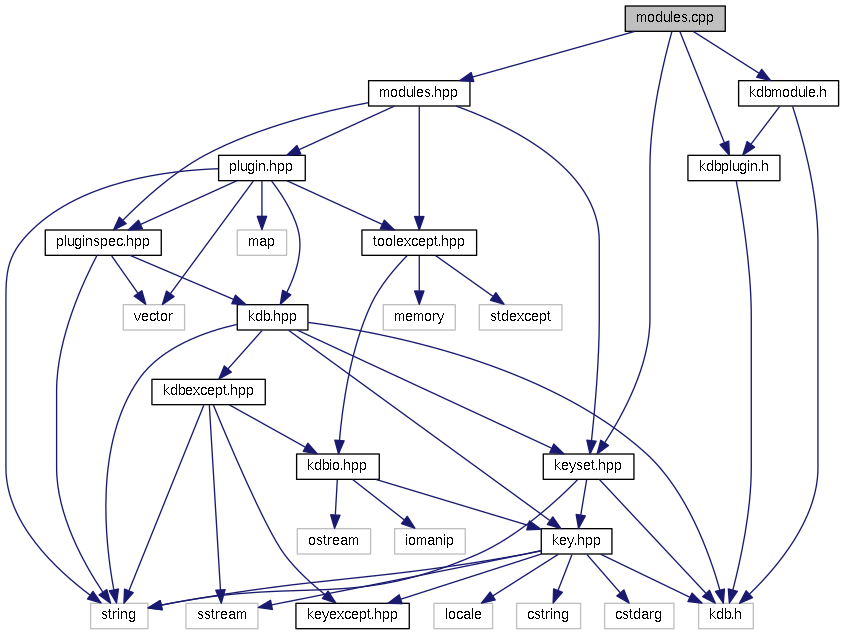 modules.cpp
modules.hpp
kdbmodule.h
plugin.hpp
kdbplugin.h
pluginspec.hpp
map
toolexcept.hpp
vector
kdb.hpp
memory
stdexcept
kdbexcept.hpp
kdbio.hpp
keyset.hpp
ostream
iomanip
key.hpp
string
sstream
keyexcept.hpp
locale
cstring
cstdarg
kdb.h